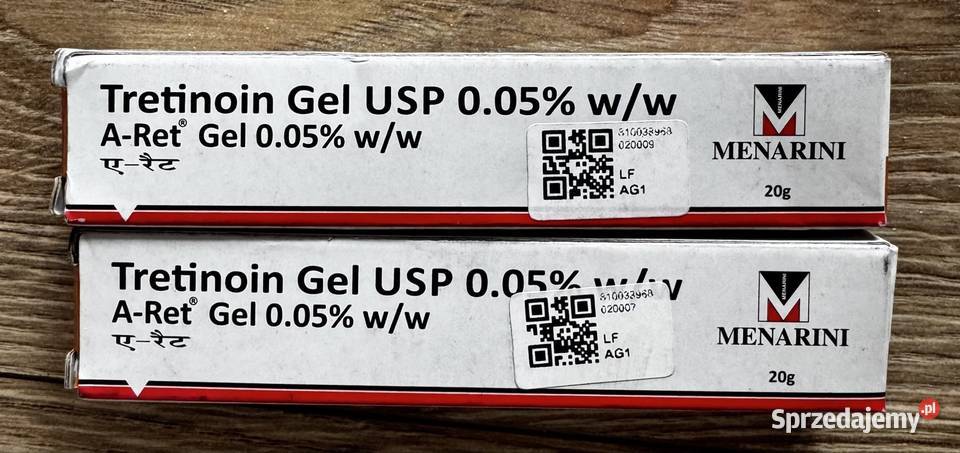 Tretinoin Gel USP 0.05% w/w
A-Ret® Gel 0.05% w/w
ए-रैट
810033968
020009
LF
AG1
MENARINI
MENARINI
20g
Tretinoin Gel USP 0.05% w/w
A-Ret® Gel 0.05% w/w
ए-रैट
810033968
020007
LF
AG1
MENARINI
MENARINI
20g
Sprzedajemy.pl